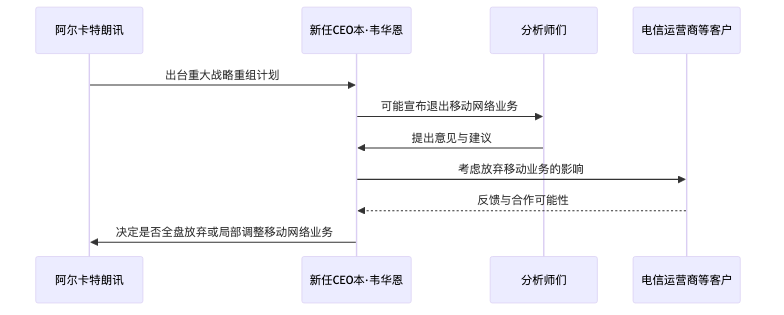 阿尔卡特朗讯
新任CEO本·韦华恩
分析师们
电信运营商等客户
出台重大战略重组计划
可能宣布退出移动网络业务
提出意见与建议
考虑放弃移动业务的影响
反馈与合作可能性
决定是否全盘放弃或局部调整移动网络业务
阿尔卡特朗讯
新任CEO本·韦华恩
分析师们
电信运营商等客户